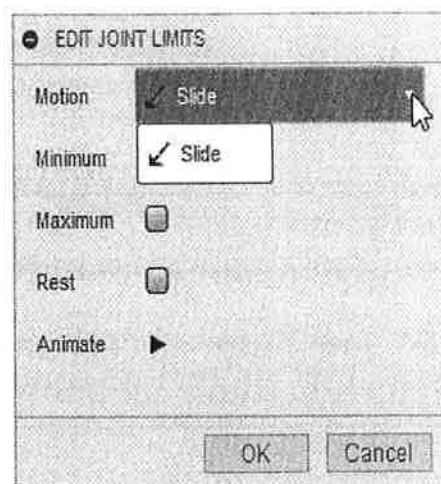 EDIT JOINT LIMITS
Motion Slide
Minimum Slide
Maximum
Rest
Animate
OK Cancel